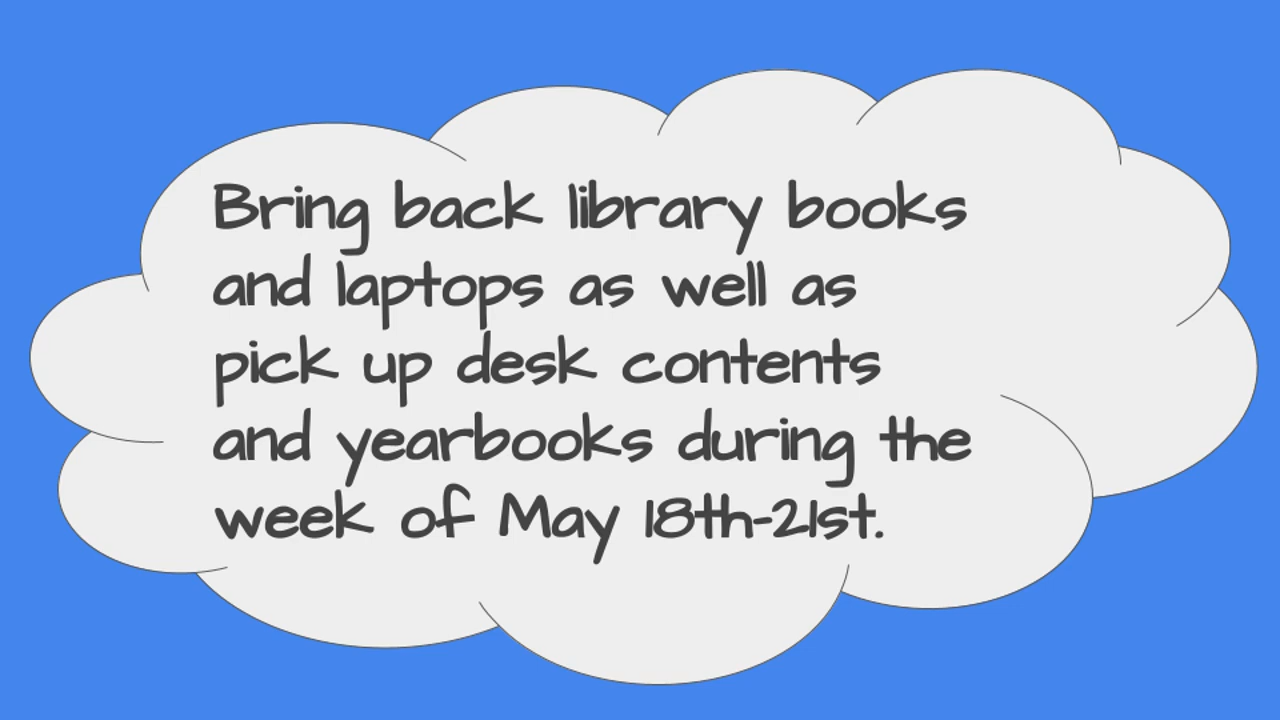 Bring back library books
and laptops as well as
pick up desk contents
and yearbooks during the
week of May 18th-21st.